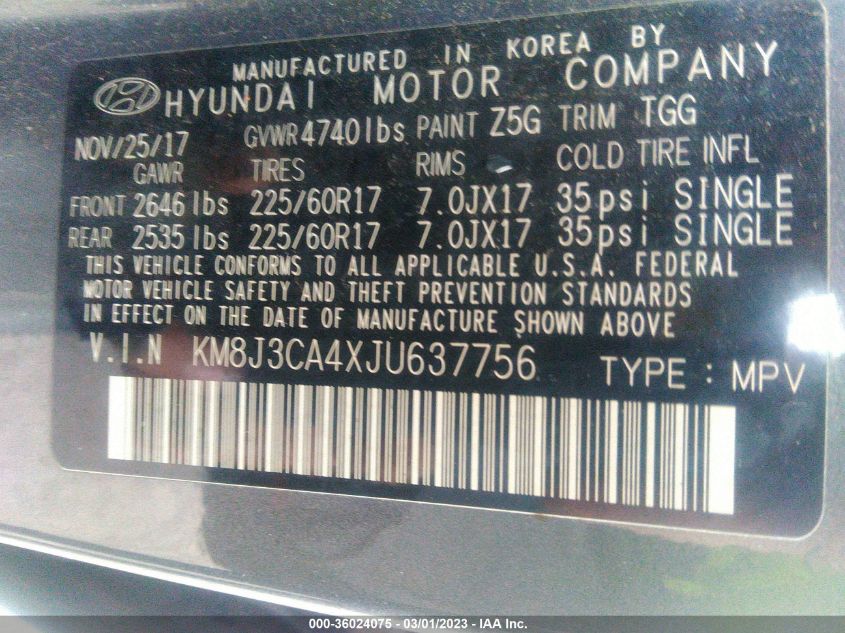 MANUFACTURED IN KOREA BY
HYUNDAI MOTOR COMPANY
NOV/25/17 GVWR 4740lbs PAINT Z5G TRIM TGG
GAWR TIRES RIMS COLD TIRE INFL
FRONT 2646 lbs 225/60R17 7.0JX17 35psi SINGLE
REAR 2535 lbs 225/60R17 7.0JX17 35psi SINGLE
THIS VEHICLE CONFORMS TO ALL APPLICABLE U.S.A. FEDERAL
MOTOR VEHICLE SAFETY AND THEFT PREVENTION STANDARDS
IN EFFECT ON THE DATE OF MANUFACTURE SHOWN ABOVE
V.I.N KM8J3CA4XJU637756 TYPE : MPV
000-36024075 - 03/01/2023 - IAA Inc.